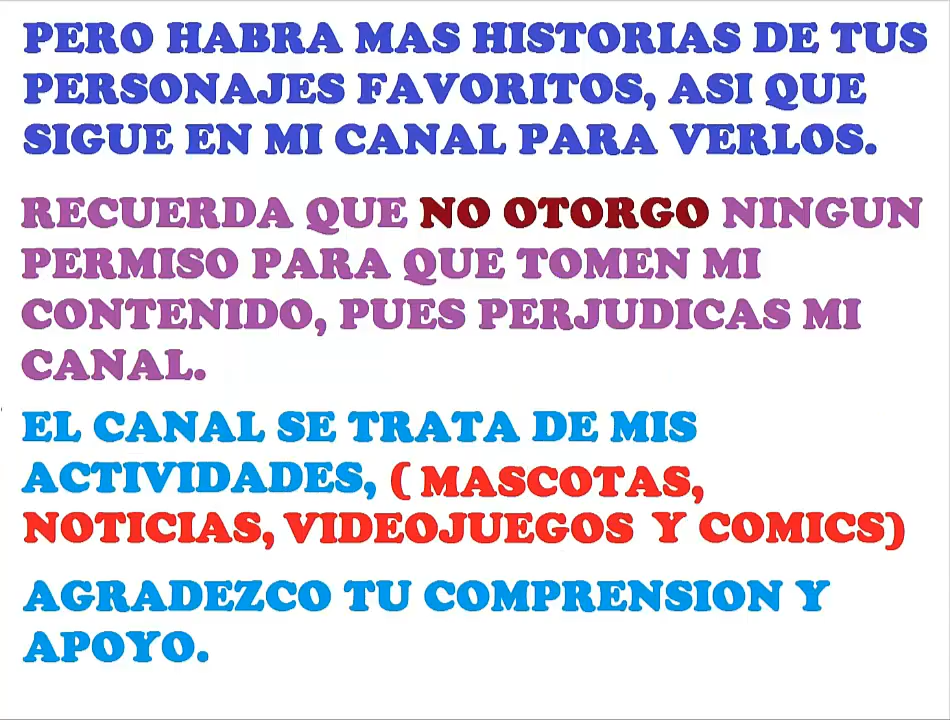 PERO HABRA MAS HISTORIAS DE TUS
PERSONAJES FAVORITOS, ASI QUE
SIGUE EN MI CANAL PARA VERLOS.
RECUERDA QUE NO OTORGO NINGUN
PERMISO PARA QUE TOMEN MI
CONTENIDO, PUES PERJUDICAS MI
CANAL.
EL CANAL SE TRATA DE MIS
ACTIVIDADES, ( MASCOTAS,
NOTICIAS, VIDEOJUEGOS Y COMICS)
AGRADEZCO TU COMPRENSION Y
APOYO.